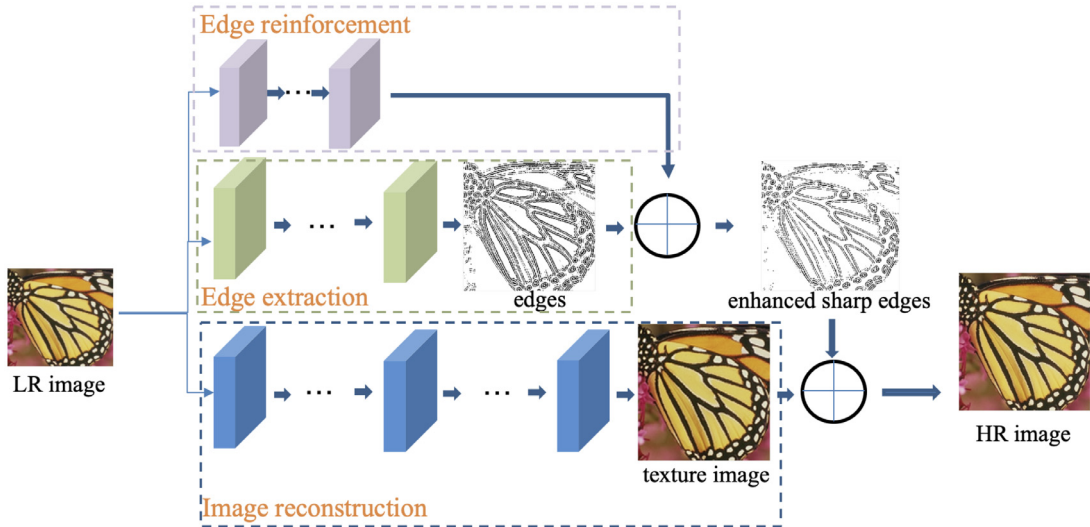 Edge reinforcement
...
...
edges
Edge extraction
enhanced sharp edges
LR image
...
...
texture image
HR image
Image reconstruction